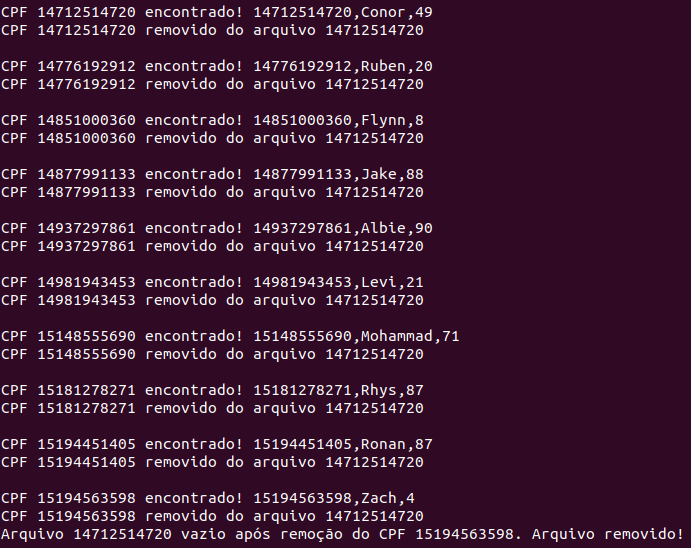 CPF 14712514720 encontrado! 14712514720,Conor,49
CPF 14712514720 removido do arquivo 14712514720
CPF 14776192912 encontrado! 14776192912,Ruben,20
CPF 14776192912 removido do arquivo 14712514720
CPF 14851000360 encontrado! 14851000360,Flynn,8
CPF 14851000360 removido do arquivo 14712514720
CPF 14877991133 encontrado! 14877991133,Jake,88
CPF 14877991133 removido do arquivo 14712514720
CPF 14937297861 encontrado! 14937297861,Albie,90
CPF 14937297861 removido do arquivo 14712514720
CPF 14981943453 encontrado! 14981943453,Levi,21
CPF 14981943453 removido do arquivo 14712514720
CPF 15148555690 encontrado! 15148555690,Mohammad,71
CPF 15148555690 removido do arquivo 14712514720
CPF 15181278271 encontrado! 15181278271,Rhys,87
CPF 15181278271 removido do arquivo 14712514720
CPF 15194451405 encontrado! 15194451405,Ronan,87
CPF 15194451405 removido do arquivo 14712514720
CPF 15194563598 encontrado! 15194563598,Zach,4
CPF 15194563598 removido do arquivo 14712514720
Arquivo 14712514720 vazio após remoção do CPF 15194563598. Arquivo removido!